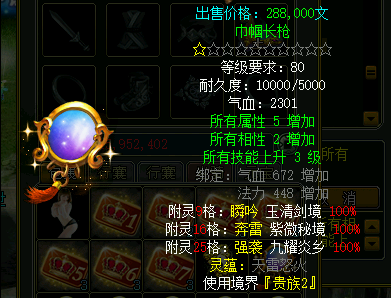 出售价格：288,000文
巾帼长枪
等级要求：80
耐久度：10000/5000
气血：2301
所有属性 5 增加
所有相性 2 增加
所有技能上升 3 级
绑定：气血 672 增加
法力 448 增加
附灵9格：瞬吟 玉清剑境 100%
附灵16格：奔雷 紫微秘境 100%
附灵25格：强袭 九耀炎乡 100%
灵蕴：天雷怒火
使用境界『贵族2』
952,402
所有
行赛
消